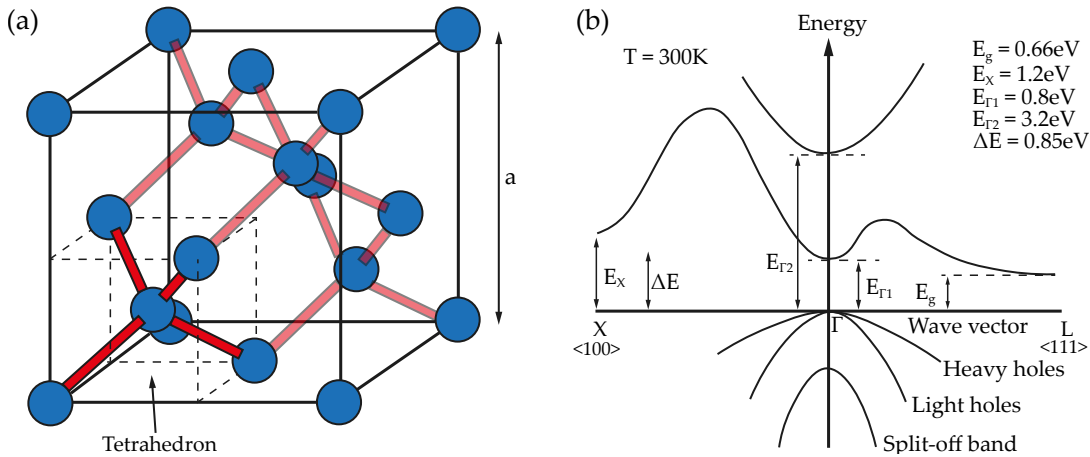 (a)
a
Tetrahedron
(b)
Energy
T = 300K
E_g = 0.66eV
E_X = 1.2eV
E_Γ1 = 0.8eV
E_Γ2 = 3.2eV
ΔE = 0.85eV
E_X
ΔE
E_Γ2
E_Γ1
E_g
X
<100>
Γ
Wave vector
L
<111>
Heavy holes
Light holes
Split-off band